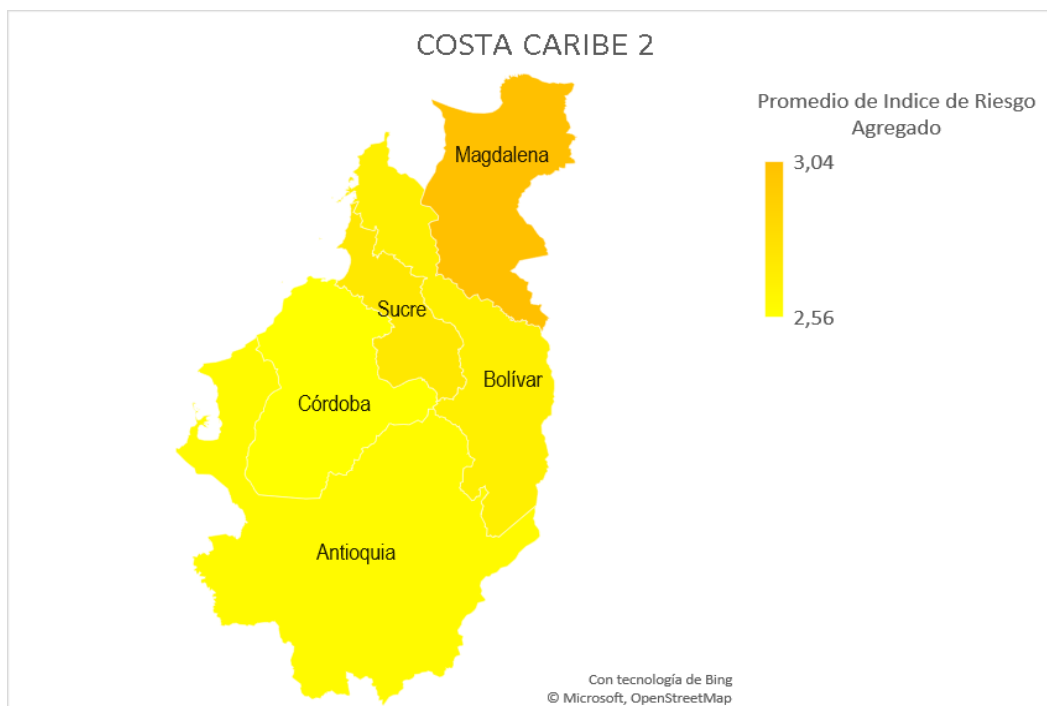 COSTA CARIBE 2
Promedio de Indice de Riesgo
Agregado
3,04
2,56
Magdalena
Sucre
Bolívar
Córdoba
Antioquia
Con tecnología de Bing
© Microsoft, OpenStreetMap